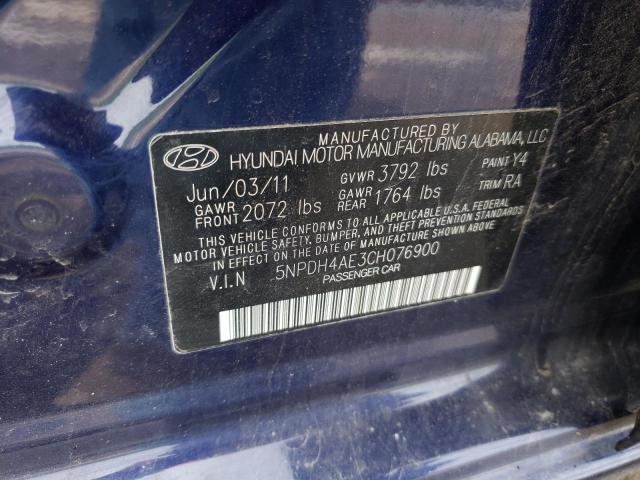 MANUFACTURED BY
HYUNDAI MOTOR MANUFACTURING ALABAMA, LLC
Jun/03/11 GVWR 3792 lbs PAINT Y4
GAWR FRONT 2072 lbs GAWR REAR 1764 lbs TRIM RA
THIS VEHICLE CONFORMS TO ALL APPLICABLE U.S.A. FEDERAL
MOTOR VEHICLE SAFETY, BUMPER, AND THEFT PREVENTION STANDARDS
IN EFFECT ON THE DATE OF MANUFACTURE SHOWN ABOVE.
V.I.N 5NPDH4AE3CH076900
PASSENGER CAR